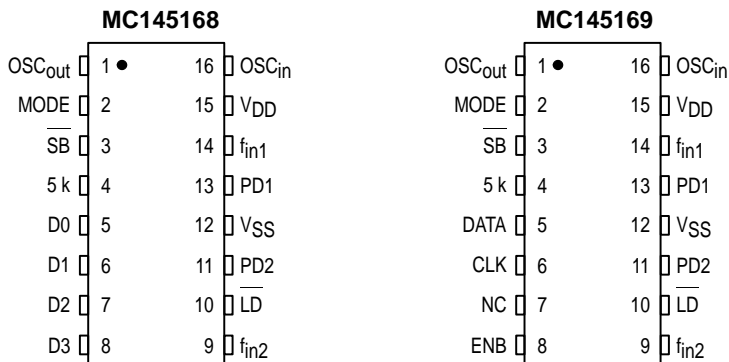 MC145168
OSCout 1 16 OSCin
MODE 2 15 VDD
SB 3 14 fin1
5 k 4 13 PD1
D0 5 12 VSS
D1 6 11 PD2
D2 7 10 LD
D3 8 9 fin2
MC145169
OSCout 1 16 OSCin
MODE 2 15 VDD
SB 3 14 fin1
5 k 4 13 PD1
DATA 5 12 VSS
CLK 6 11 PD2
NC 7 10 LD
ENB 8 9 fin2